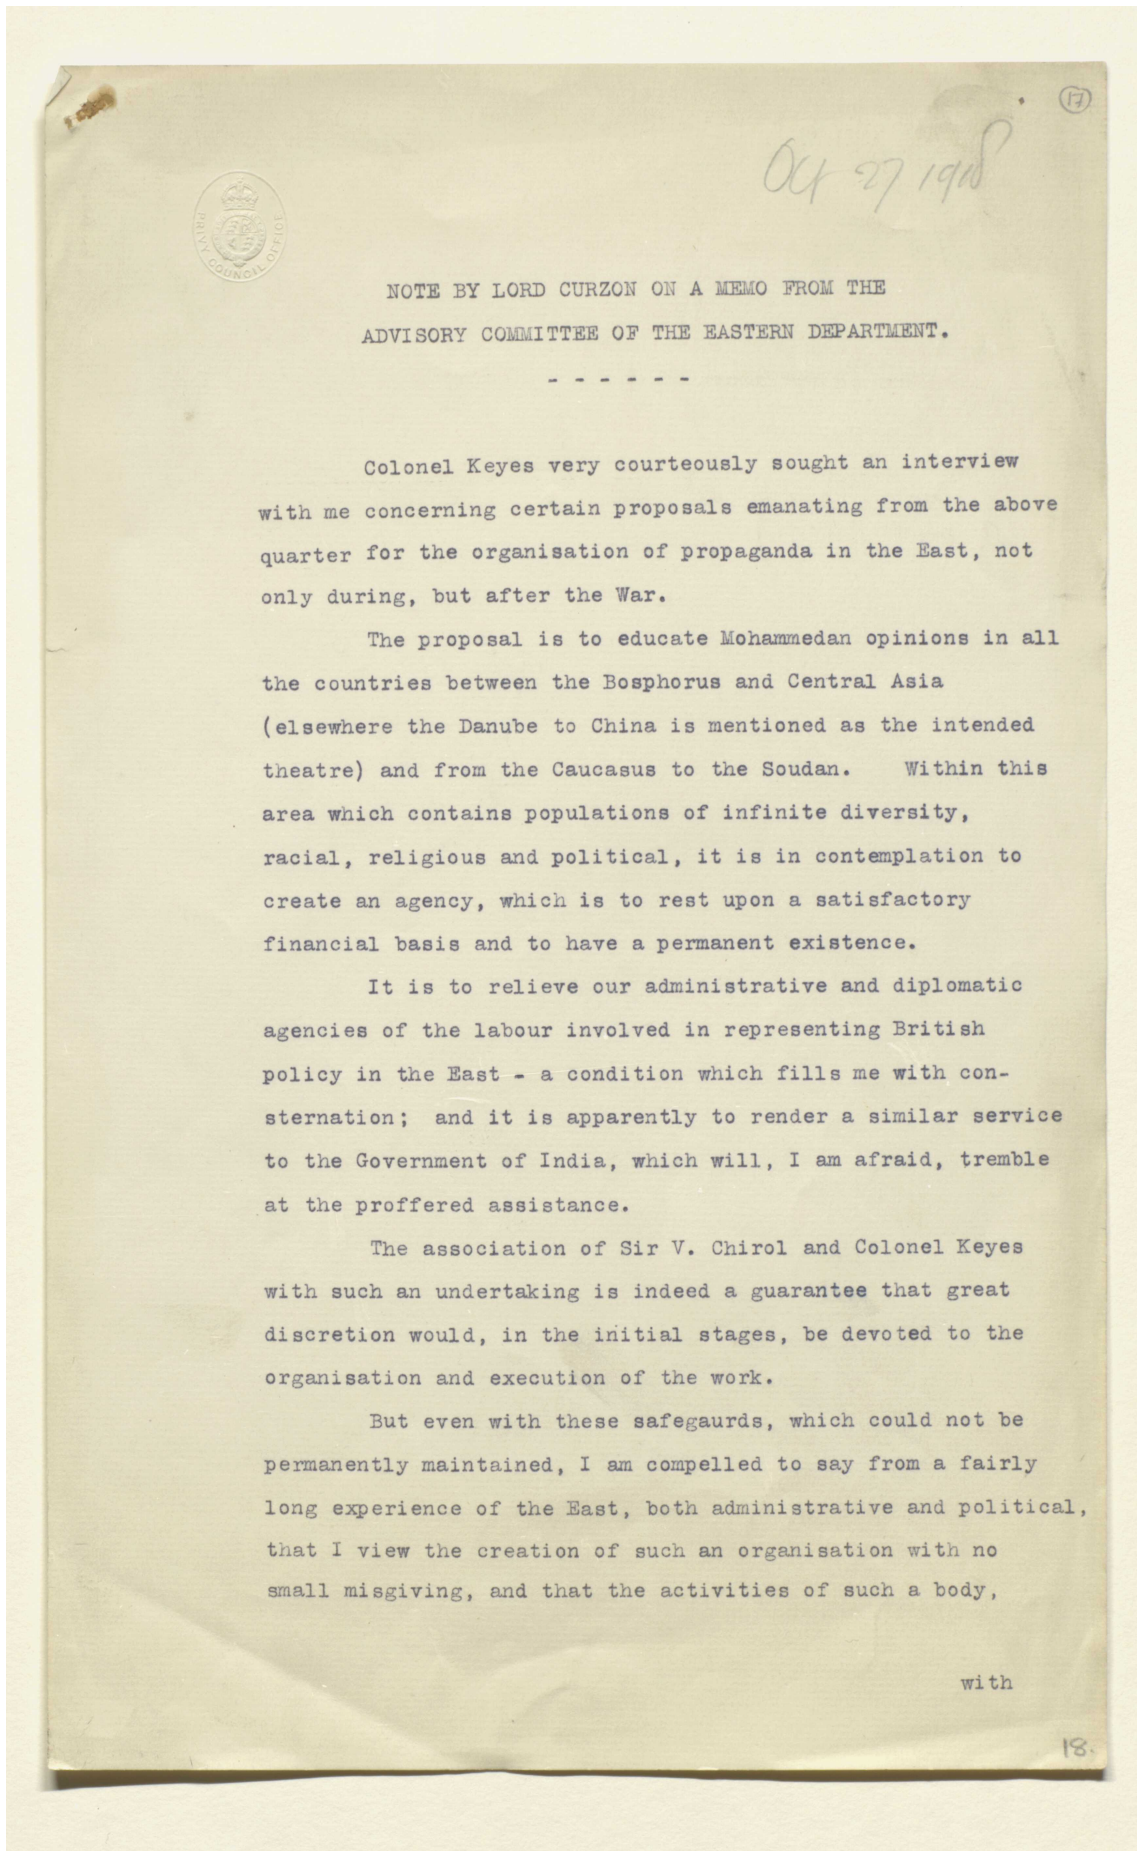 17
Oct 27 1918
PRIVY COUNCIL OFFICE
NOTE BY LORD CURZON ON A MEMO FROM THE
ADVISORY COMMITTEE OF THE EASTERN DEPARTMENT.
- - - - - -
Colonel Keyes very courteously sought an interview
with me concerning certain proposals emanating from the above
quarter for the organisation of propaganda in the East, not
only during, but after the War.
The proposal is to educate Mohammedan opinions in all
the countries between the Bosphorus and Central Asia
(elsewhere the Danube to China is mentioned as the intended
theatre) and from the Caucasus to the Soudan. Within this
area which contains populations of infinite diversity,
racial, religious and political, it is in contemplation to
create an agency, which is to rest upon a satisfactory
financial basis and to have a permanent existence.
It is to relieve our administrative and diplomatic
agencies of the labour involved in representing British
policy in the East - a condition which fills me with con-
sternation; and it is apparently to render a similar service
to the Government of India, which will, I am afraid, tremble
at the proffered assistance.
The association of Sir V. Chirol and Colonel Keyes
with such an undertaking is indeed a guarantee that great
discretion would, in the initial stages, be devoted to the
organisation and execution of the work.
But even with these safegaurds, which could not be
permanently maintained, I am compelled to say from a fairly
long experience of the East, both administrative and political,
that I view the creation of such an organisation with no
small misgiving, and that the activities of such a body,
with
18.